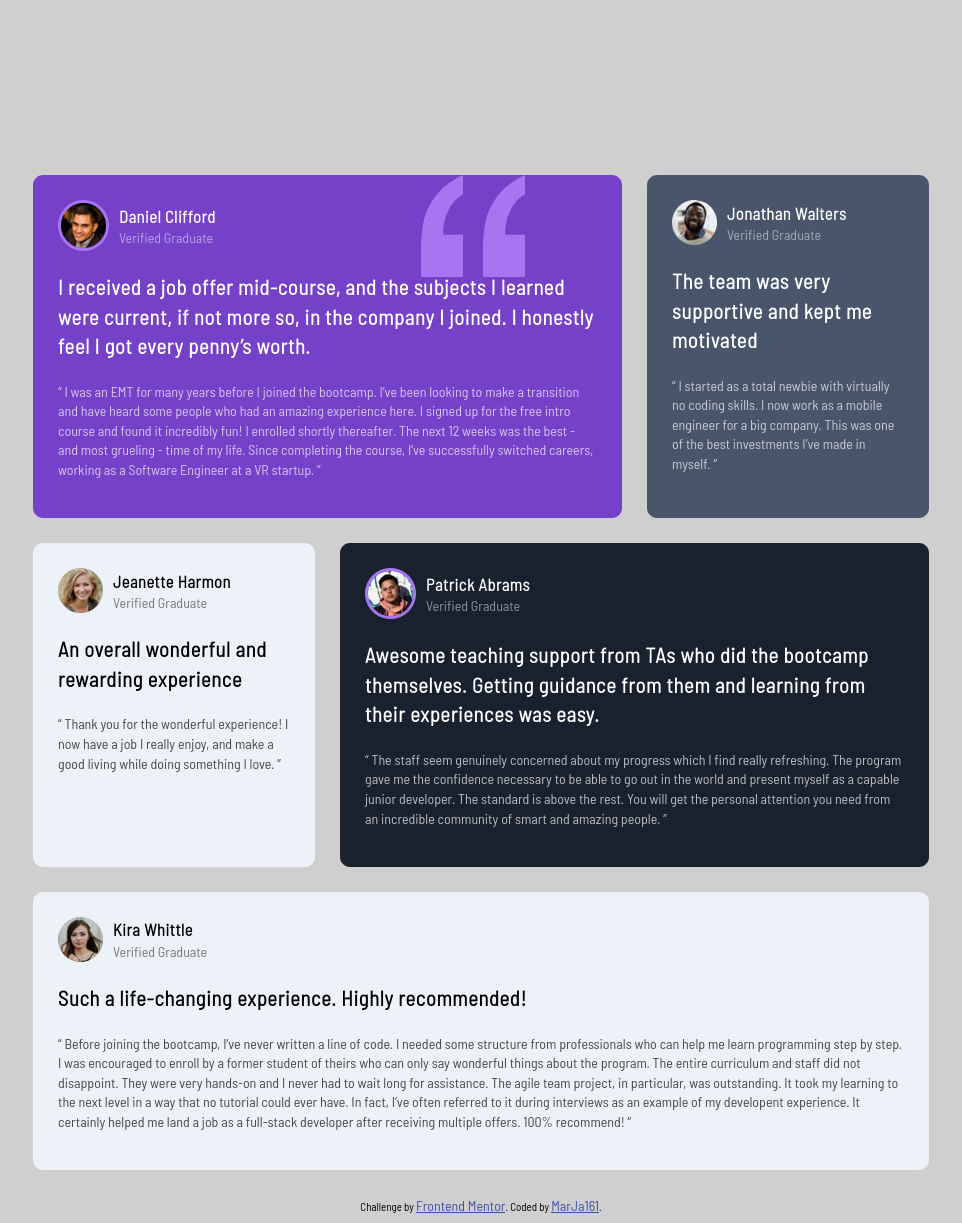 Daniel Clifford
Verified Graduate
I received a job offer mid-course, and the subjects I learned
were current, if not more so, in the company I joined. I honestly
feel I got every penny’s worth.
“ I was an EMT for many years before I joined the bootcamp. I’ve been looking to make a transition
and have heard some people who had an amazing experience here. I signed up for the free intro
course and found it incredibly fun! I enrolled shortly thereafter. The next 12 weeks was the best -
and most grueling - time of my life. Since completing the course, I’ve successfully switched careers,
working as a Software Engineer at a VR startup. ”
Jonathan Walters
Verified Graduate
The team was very
supportive and kept me
motivated
“ I started as a total newbie with virtually
no coding skills. I now work as a mobile
engineer for a big company. This was one
of the best investments I’ve made in
myself. ”
Jeanette Harmon
Verified Graduate
An overall wonderful and
rewarding experience
“ Thank you for the wonderful experience! I
now have a job I really enjoy, and make a
good living while doing something I love. ”
Patrick Abrams
Verified Graduate
Awesome teaching support from TAs who did the bootcamp
themselves. Getting guidance from them and learning from
their experiences was easy.
“ The staff seem genuinely concerned about my progress which I find really refreshing. The program
gave me the confidence necessary to be able to go out in the world and present myself as a capable
junior developer. The standard is above the rest. You will get the personal attention you need from
an incredible community of smart and amazing people. ”
Kira Whittle
Verified Graduate
Such a life-changing experience. Highly recommended!
“ Before joining the bootcamp, I’ve never written a line of code. I needed some structure from professionals who can help me learn programming step by step.
I was encouraged to enroll by a former student of theirs who can only say wonderful things about the program. The entire curriculum and staff did not
disappoint. They were very hands-on and I never had to wait long for assistance. The agile team project, in particular, was outstanding. It took my learning to
the next level in a way that no tutorial could ever have. In fact, I’ve often referred to it during interviews as an example of my developent experience. It
certainly helped me land a job as a full-stack developer after receiving multiple offers. 100% recommend! ”
Challenge by Frontend Mentor. Coded by MarJa161.